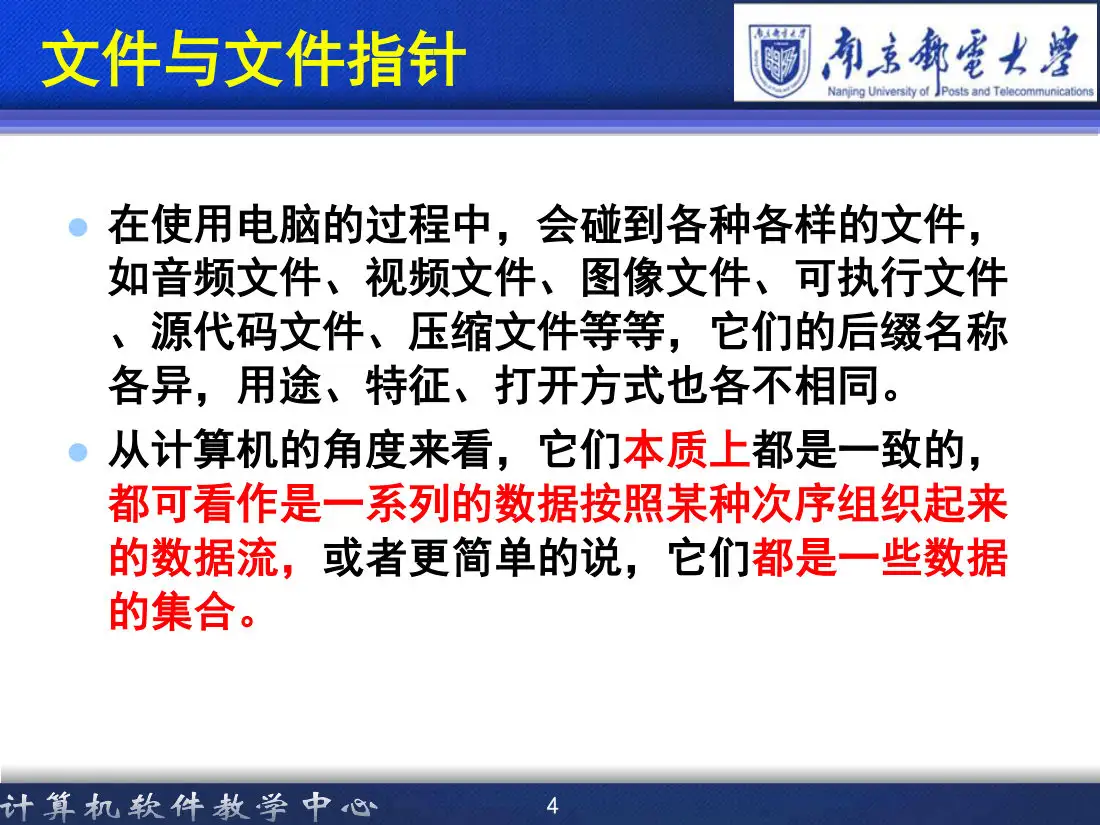 文件与文件指针
南京郵電大學
Nanjing University of Posts and Telecommunications
在使用电脑的过程中，会碰到各种各样的文件，
如音频文件、视频文件、图像文件、可执行文件
、源代码文件、压缩文件等等，它们的后缀名称
各异，用途、特征、打开方式也各不相同。
从计算机的角度来看，它们本质上都是一致的，
都可看作是一系列的数据按照某种次序组织起来
的数据流，或者更简单的说，它们都是一些数据
的集合。
计算机软件教学中心
4